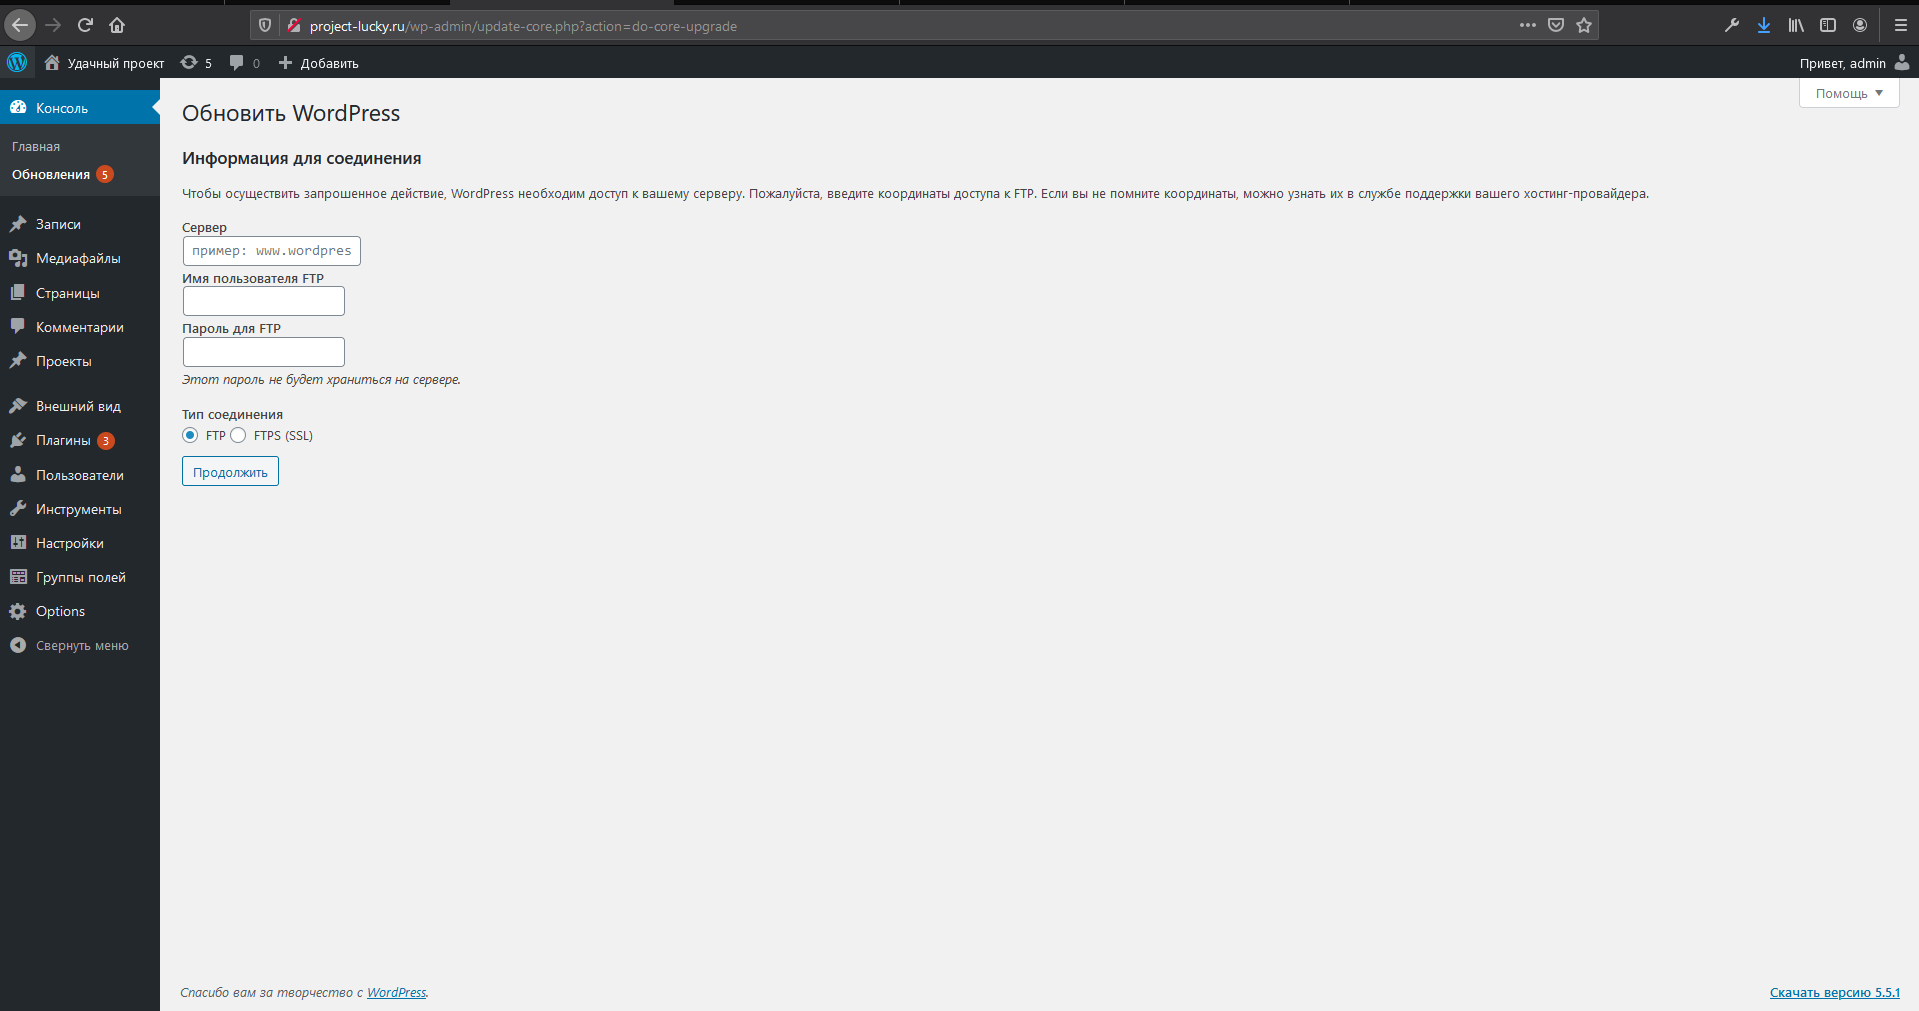 project-lucky.ru/wp-admin/update-core.php?action=do-core-upgrade
Удачный проект 5 0 Добавить
Привет, admin
Помощь
Консоль
Главная
Обновления 5
Записи
Медиафайлы
Страницы
Комментарии
Проекты
Внешний вид
Плагины 3
Пользователи
Инструменты
Настройки
Группы полей
Options
Свернуть меню
Обновить WordPress
Информация для соединения
Чтобы осуществить запрошенное действие, WordPress необходим доступ к вашему серверу. Пожалуйста, введите координаты доступа к FTP. Если вы не помните координаты, можно узнать их в службе поддержки вашего хостинг-провайдера.
Сервер
пример: www.wordpres
Имя пользователя FTP
Пароль для FTP
Этот пароль не будет храниться на сервере.
Тип соединения
FTP FTPS (SSL)
Продолжить
Спасибо вам за творчество с WordPress.
Скачать версию 5.5.1